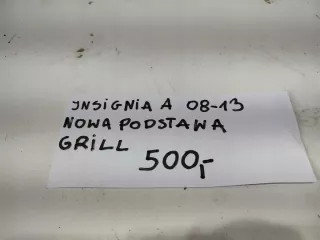 INSIGNIA A 08-13
NOWA PODSTAWA
GRILL 500,-